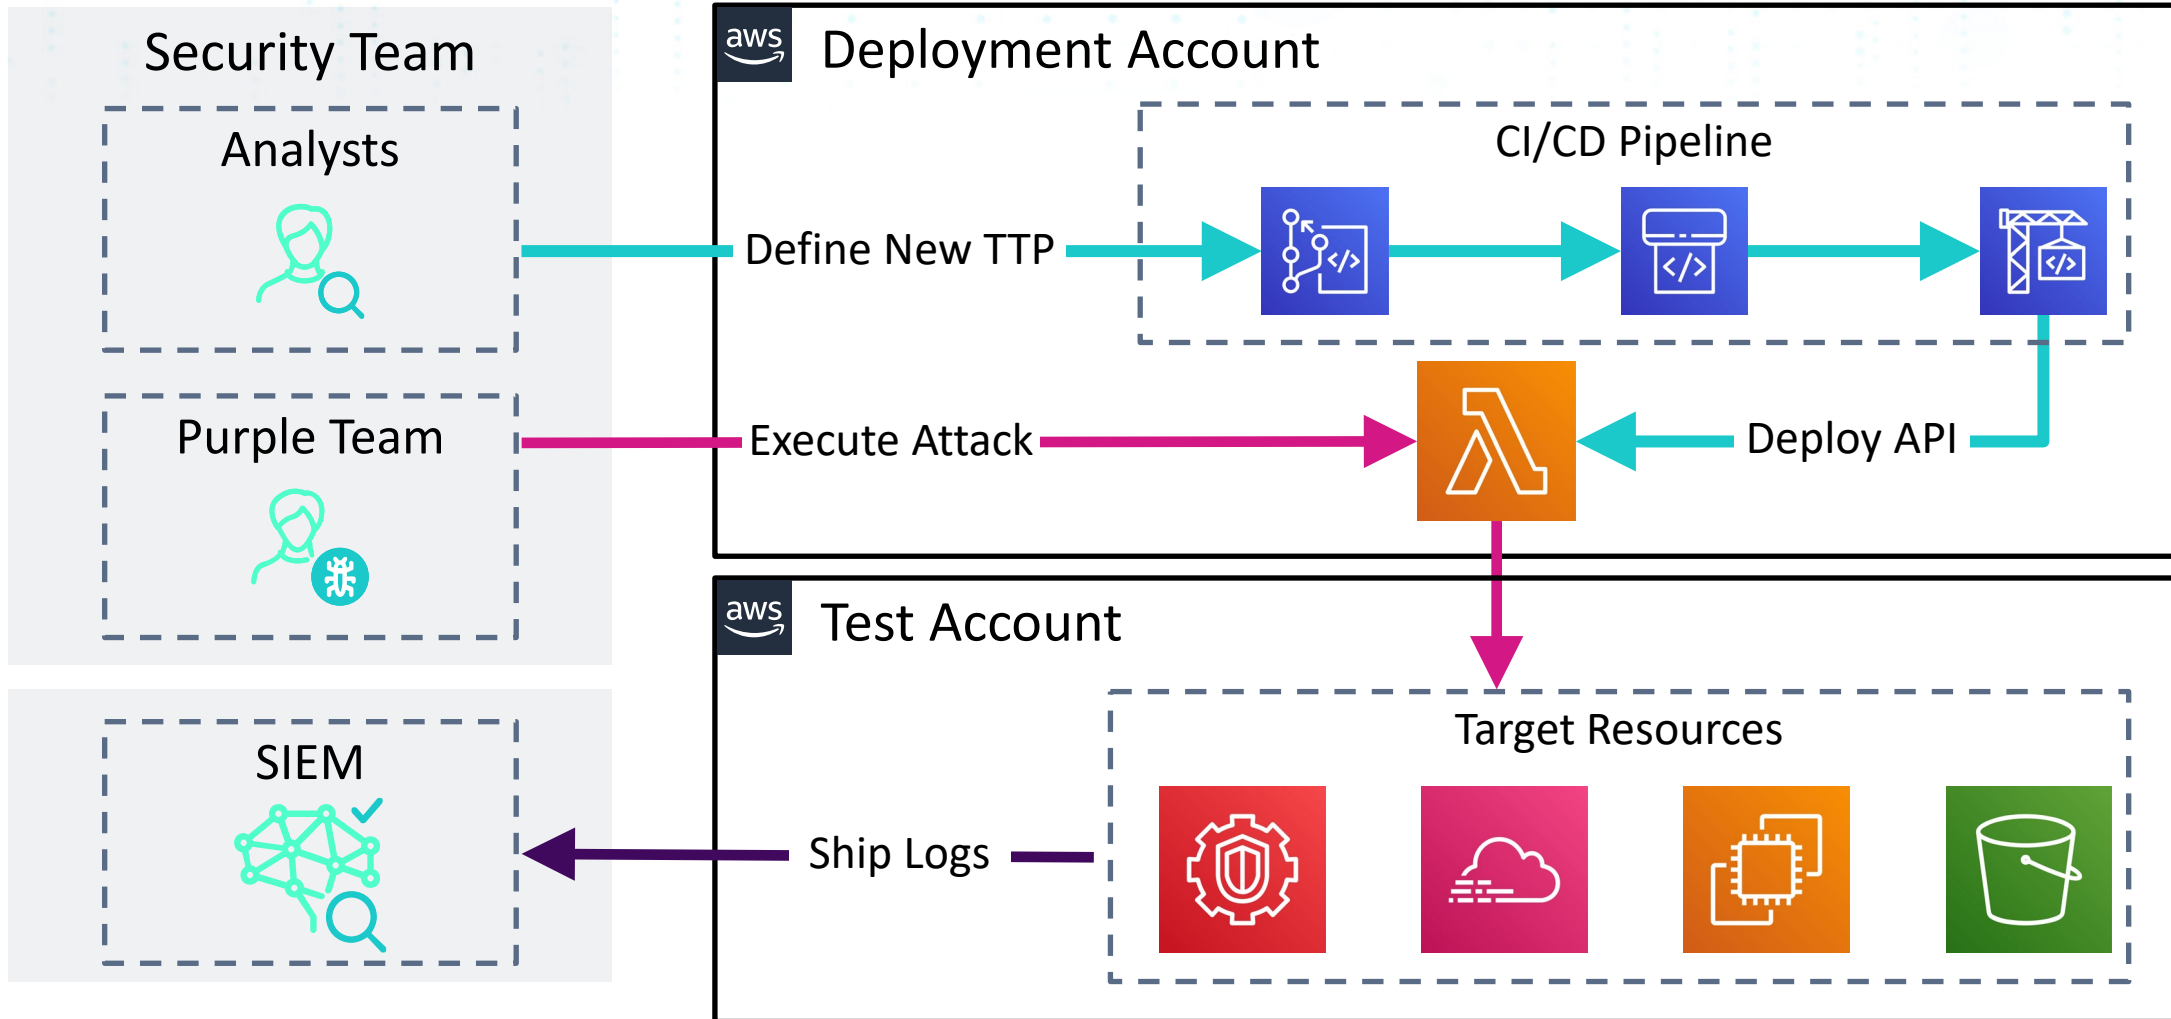 Security Team
Analysts
Purple Team
SIEM
aws
Deployment Account
CI/CD Pipeline
Define New TTP
</>
</>
</>
Execute Attack
Deploy API
aws
Test Account
Target Resources
Ship Logs